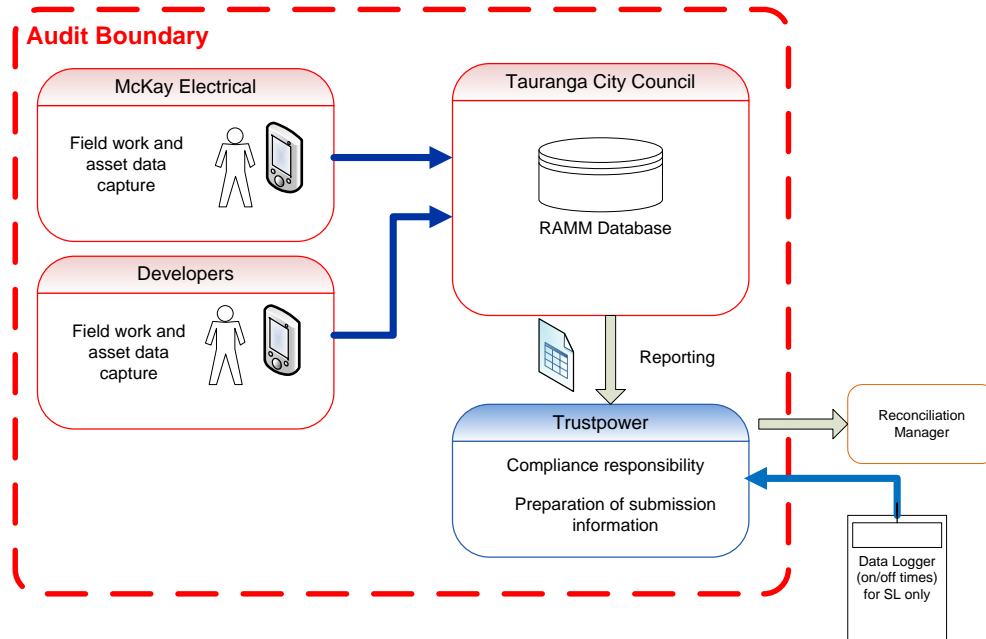 Audit Boundary
McKay Electrical
Field work and
asset data
capture
Developers
Field work and
asset data
capture
Tauranga City Council
RAMM Database
Reporting
Trustpower
Compliance responsibility
Preparation of submission
information
Reconciliation
Manager
Data Logger
(on/off times)
for SL only